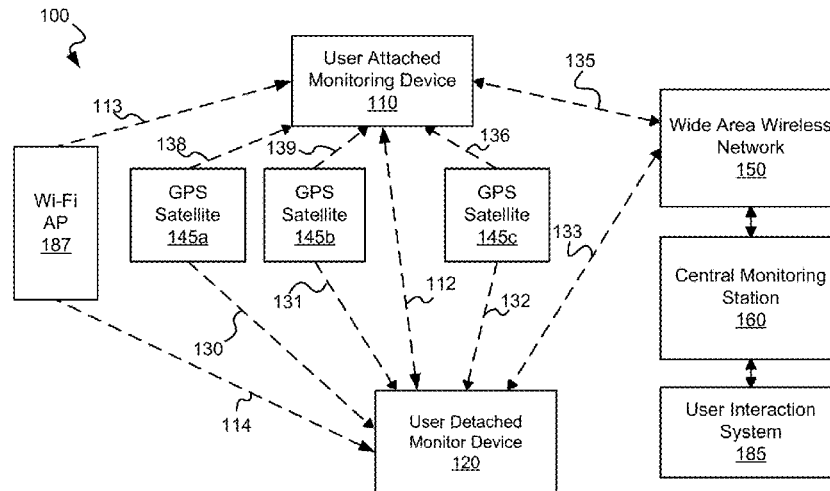 100
User Attached
Monitoring Device
110
135
113
138
139
136
Wide Area Wireless
Network
150
Wi-Fi
AP
187
GPS
Satellite
145a
GPS
Satellite
145b
GPS
Satellite
145c
133
131
112
132
130
Central Monitoring
Station
160
114
User Detached
Monitor Device
120
User Interaction
System
185